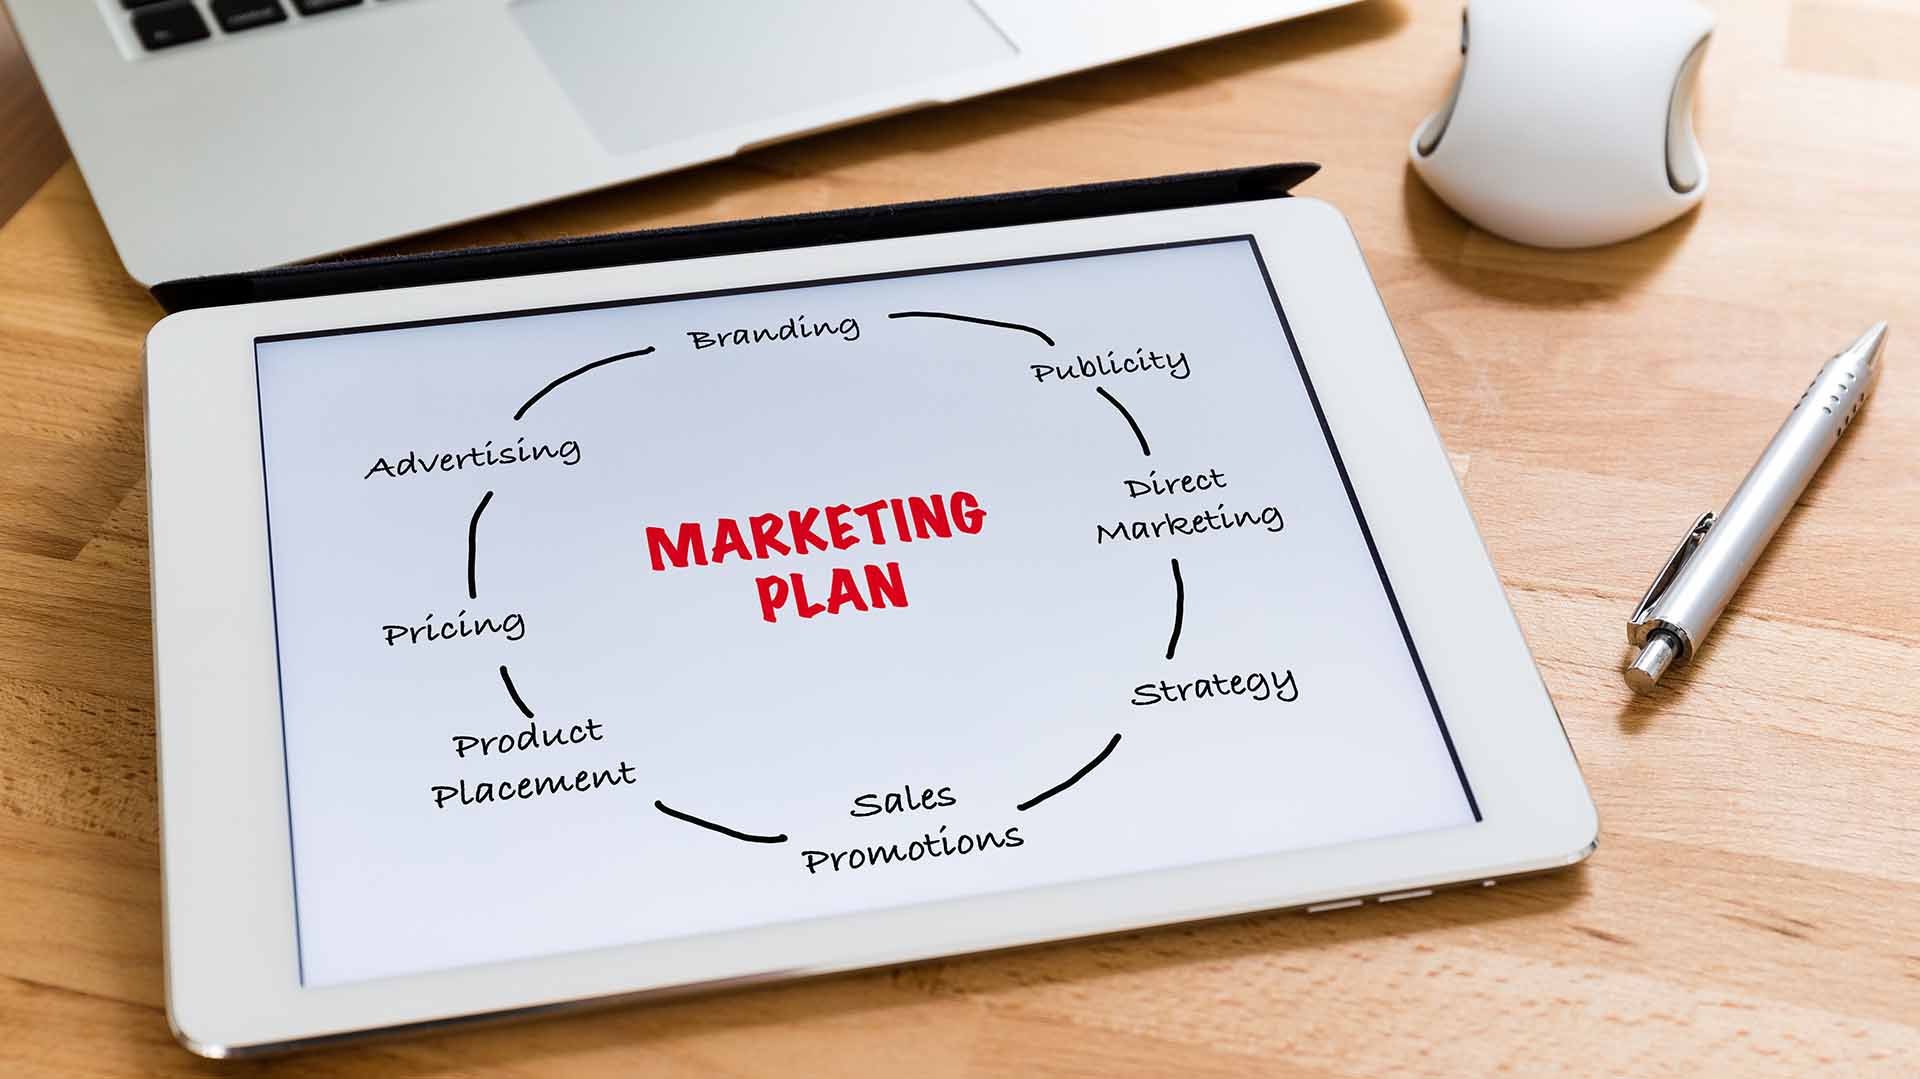 Branding
Publicity
Advertising
Direct
Marketing
MARKETING
PLAN
Pricing
Strategy
Product
Placement
Sales
Promotions